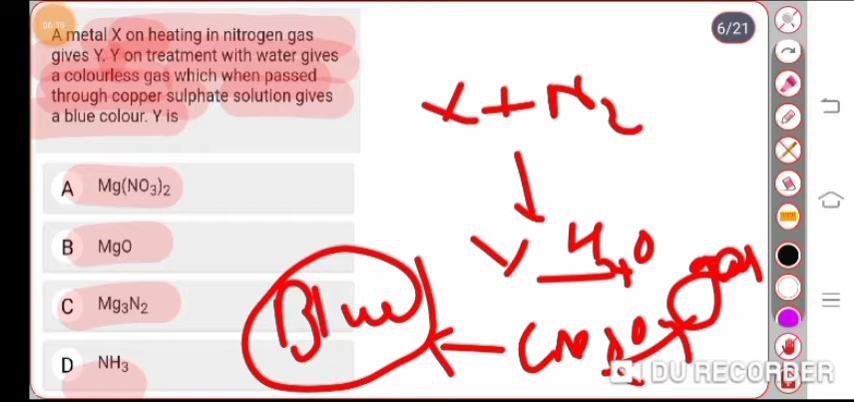 06:39
A metal X on heating in nitrogen gas
gives Y. Y on treatment with water gives
a colourless gas which when passed
through copper sulphate solution gives
a blue colour. Y is
6/21
X+N₂
A Mg(NO₃)₂
B MgO
Y H₂O
gas
C Mg₃N₂
Blue
D NH₃
DU RECORDER